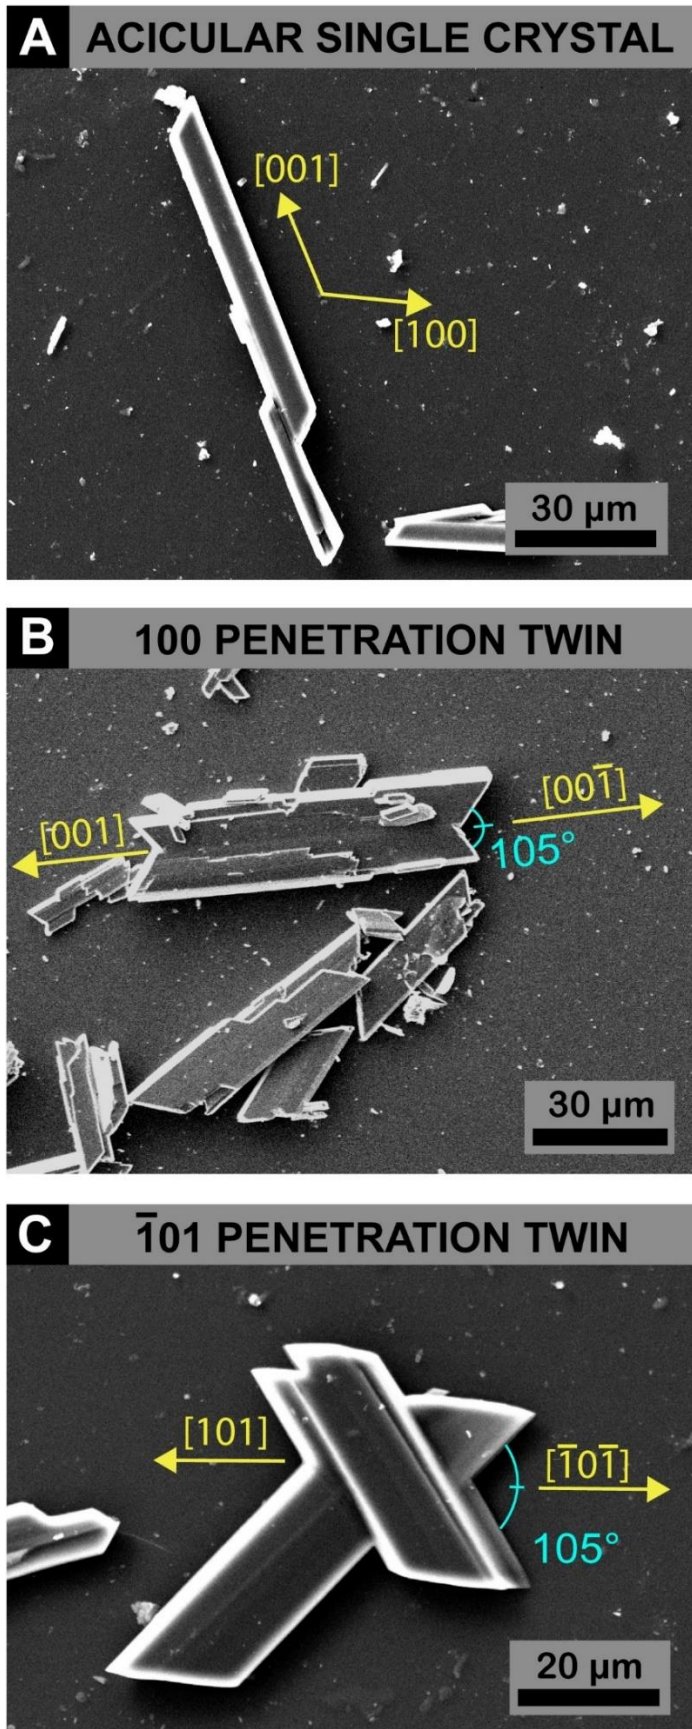 A ACICULAR SINGLE CRYSTAL
[001]
[100]
30 µm
B 100 PENETRATION TWIN
[001]
[001̅]
105°
30 µm
C 1̅01 PENETRATION TWIN
[101]
[1̅01̅]
105°
20 µm